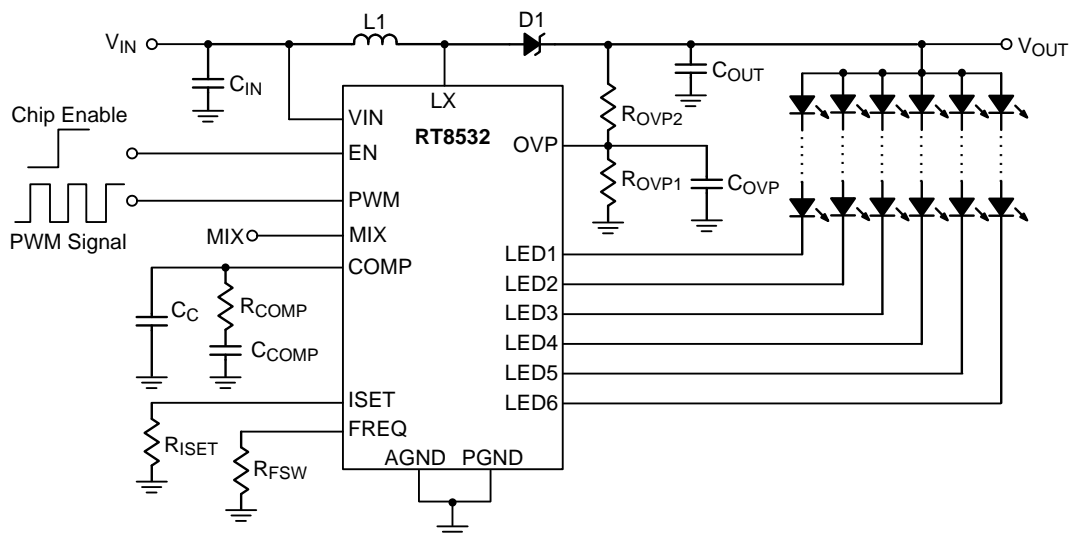 L1
D1
VIN
VOUT
CIN
COUT
LX
Chip Enable
VIN
RT8532
ROVP2
EN
OVP
ROVP1
COVP
PWM
PWM Signal
MIX
MIX
LED1
COMP
LED2
CC
RCOMP
LED3
CCOMP
LED4
LED5
ISET
LED6
FREQ
RISET
AGND
PGND
RFSW